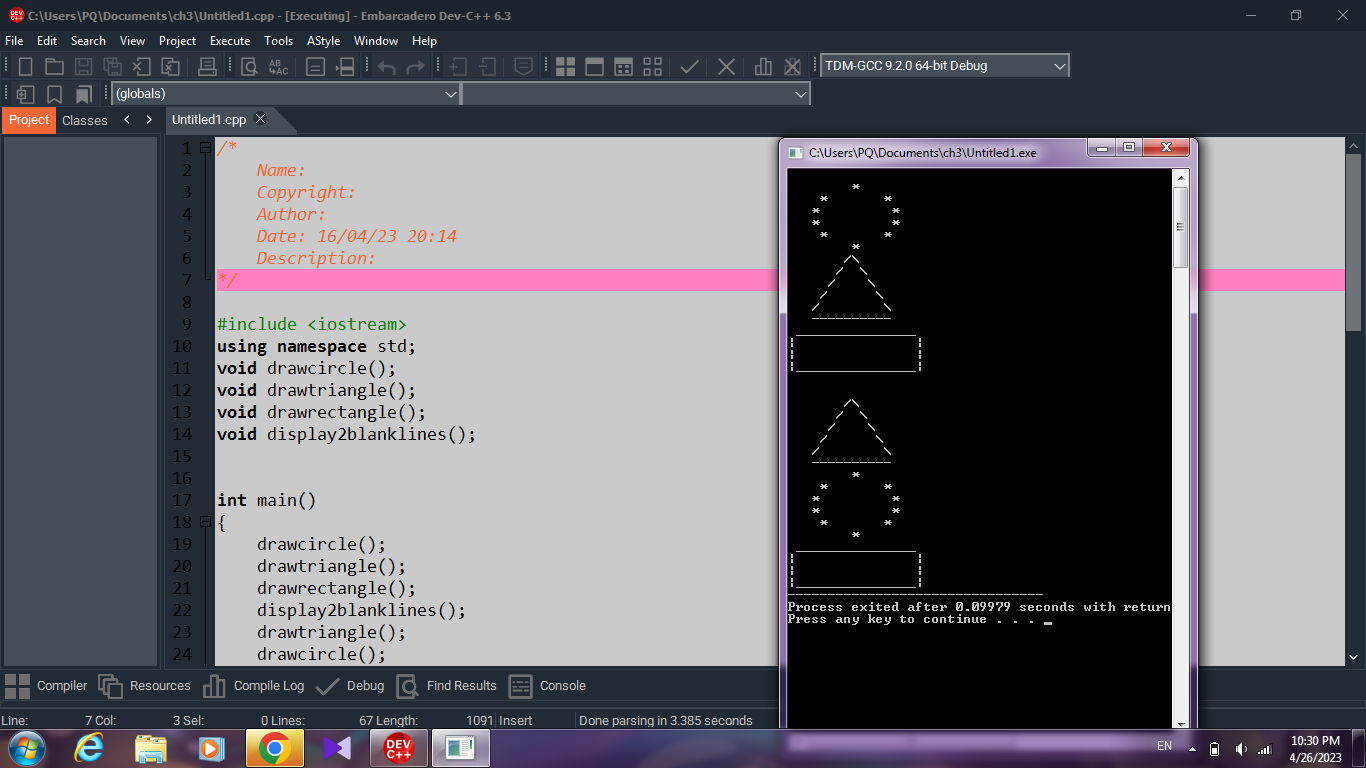 C:\Users\PQ\Documents\ch3\Untitled1.cpp - [Executing] - Embarcadero Dev-C++ 6.3
File Edit Search View Project Execute Tools AStyle Window Help
TDM-GCC 9.2.0 64-bit Debug
(globals)
Project Classes
Untitled1.cpp
1 /*
2 Name:
3 Copyright:
4 Author:
5 Date: 16/04/23 20:14
6 Description:
7 */
8
9 #include <iostream>
10 using namespace std;
11 void drawcircle();
12 void drawtriangle();
13 void drawrectangle();
14 void display2blanklines();
15
16
17 int main()
18 {
19 drawcircle();
20 drawtriangle();
21 drawrectangle();
22 display2blanklines();
23 drawtriangle();
24 drawcircle();
C:\Users\PQ\Documents\ch3\Untitled1.exe
        *
    *       *
   *         *
   *         *
    *       *
        *
       /\
      /  \
     /    \
    /      \
   /        \
   ----------
 _______________
¦               ¦
¦               ¦
¦_______________¦
       /\
      /  \
     /    \
    /      \
   /        \
   ----------
        *
    *       *
   *         *
   *         *
    *       *
        *
 _______________
¦               ¦
¦               ¦
¦_______________¦
--------------------------------
Process exited after 0.09979 seconds with return
Press any key to continue . . . _
Compiler Resources Compile Log Debug Find Results Console
Line: 7 Col: 3 Sel: 0 Lines: 67 Length: 1091 Insert Done parsing in 3.385 seconds
DEV C++
EN
10:30 PM
4/26/2023